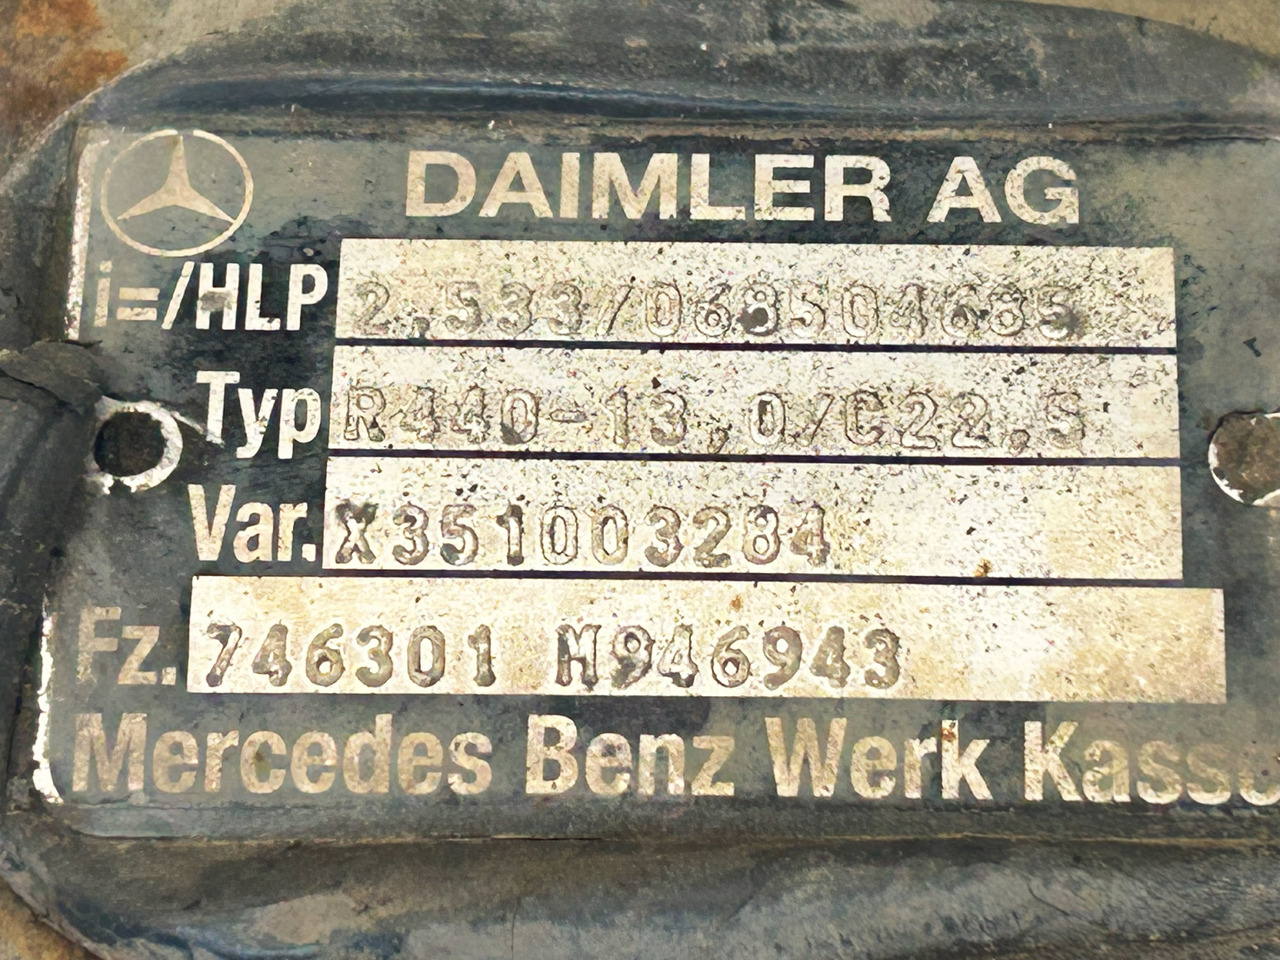 DAIMLER AG
i=/HLP 2.533/068504685
Typ R440-13,0/C22.5
Var. X351003284
Fz. 746301 M946943
Mercedes Benz Werk Kasse